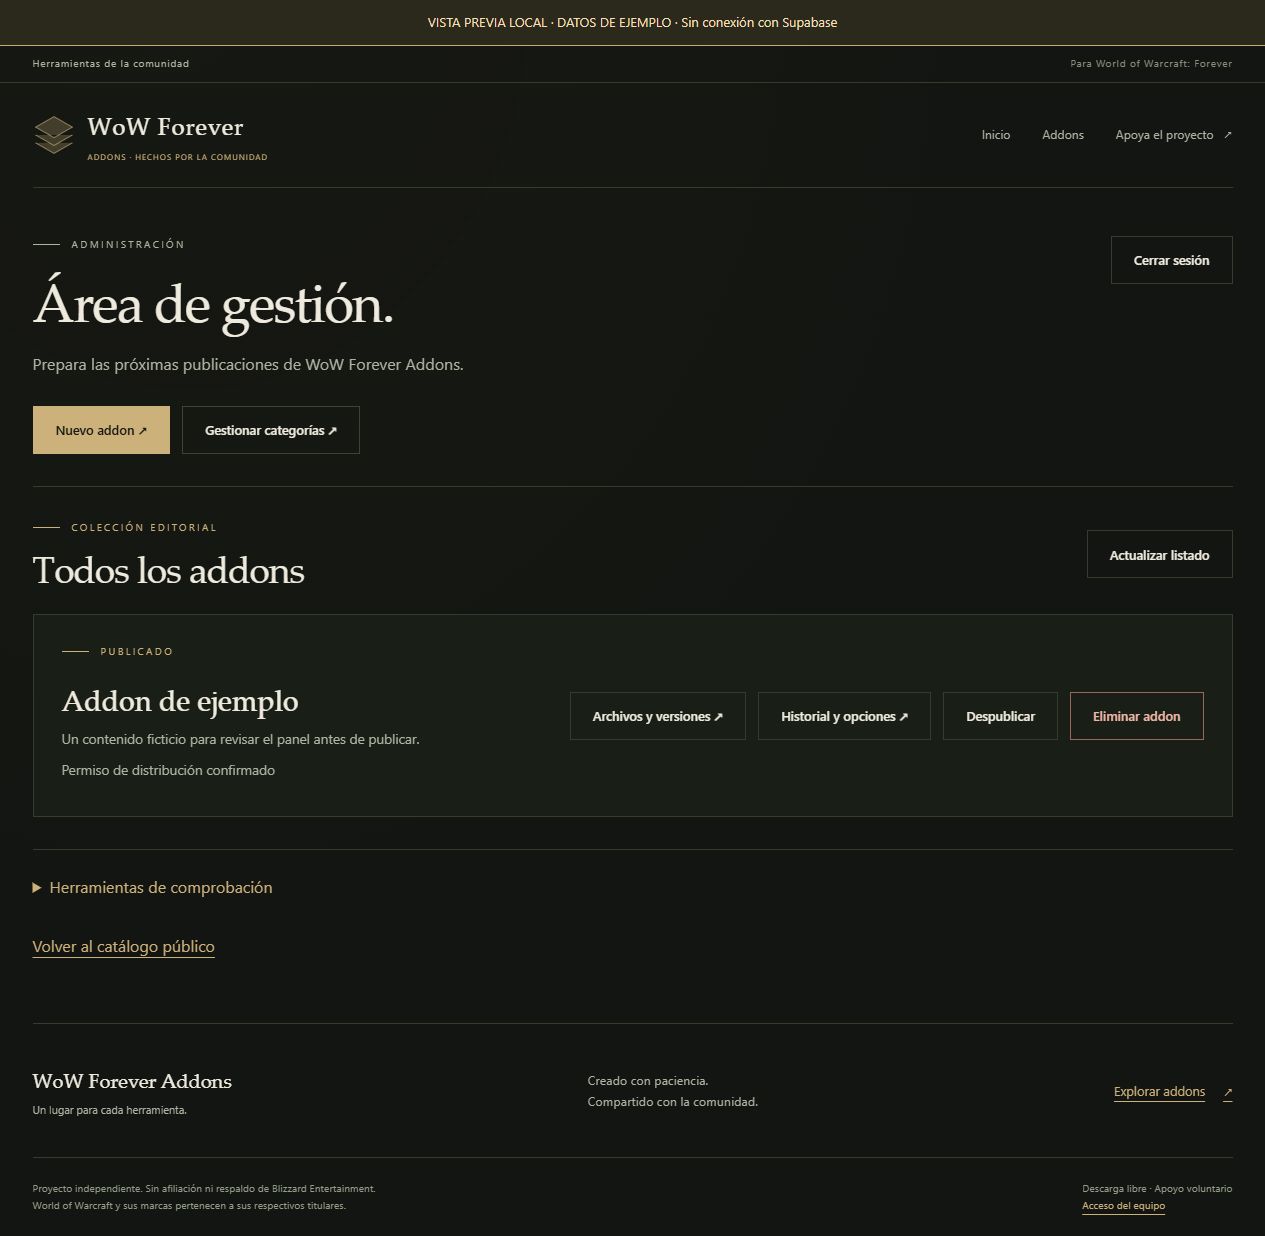 VISTA PREVIA LOCAL · DATOS DE EJEMPLO · Sin conexión con Supabase
Herramientas de la comunidad
Para World of Warcraft: Forever
WoW Forever
ADDONS · HECHOS POR LA COMUNIDAD
Inicio
Addons
Apoya el proyecto ↗
ADMINISTRACIÓN
Cerrar sesión
Área de gestión.
Prepara las próximas publicaciones de WoW Forever Addons.
Nuevo addon ↗
Gestionar categorías ↗
COLECCIÓN EDITORIAL
Todos los addons
Actualizar listado
PUBLICADO
Addon de ejemplo
Un contenido ficticio para revisar el panel antes de publicar.
Permiso de distribución confirmado
Archivos y versiones ↗
Historial y opciones ↗
Despublicar
Eliminar addon
Herramientas de comprobación
Volver al catálogo público
WoW Forever Addons
Un lugar para cada herramienta.
Creado con paciencia.
Compartido con la comunidad.
Explorar addons ↗
Proyecto independiente. Sin afiliación ni respaldo de Blizzard Entertainment.
World of Warcraft y sus marcas pertenecen a sus respectivos titulares.
Descarga libre · Apoyo voluntario
Acceso del equipo